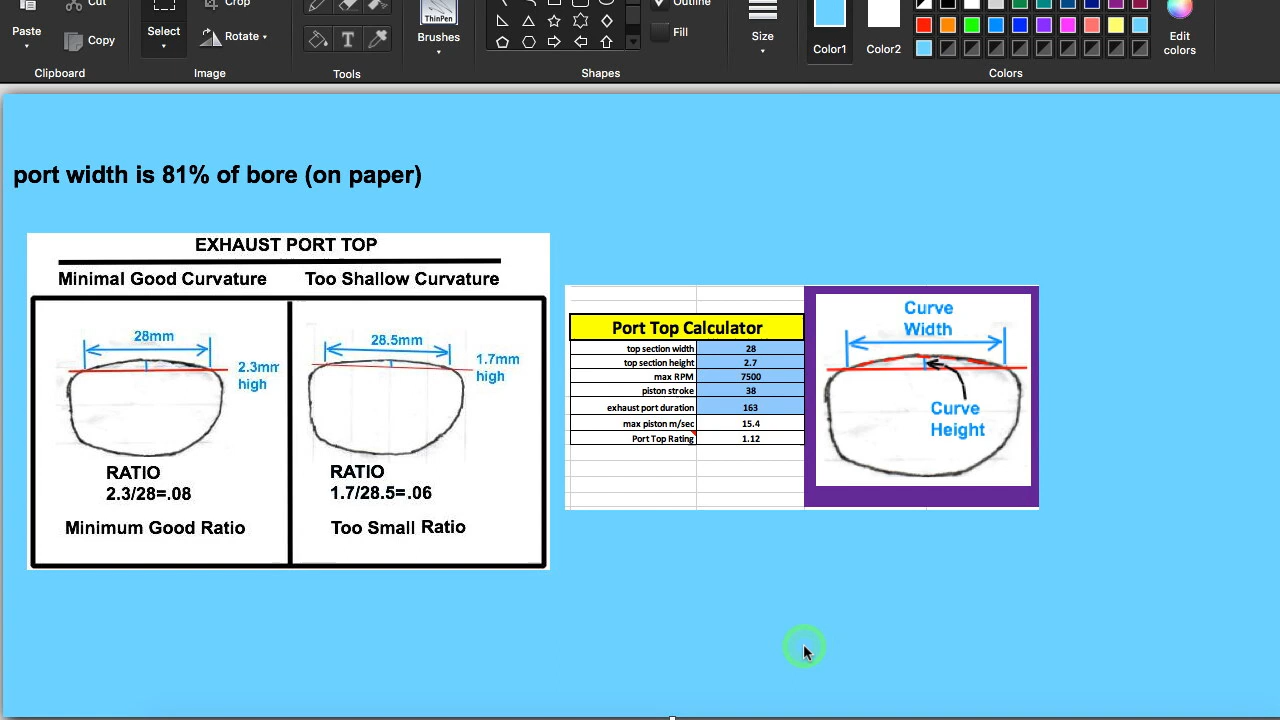 Cut
Crop
Outline
Paste
Copy
Select
Rotate
ThinPen
Brushes
Fill
Size
Color1
Color2
Edit
colors
Clipboard
Image
Tools
Shapes
Colors
port width is 81% of bore (on paper)
EXHAUST PORT TOP
Minimal Good Curvature
Too Shallow Curvature
28mm
2.3mm
high
RATIO
2.3/28=.08
Minimum Good Ratio
28.5mm
1.7mm
high
RATIO
1.7/28.5=.06
Too Small Ratio
Port Top Calculator
top section width 28
top section height 2.7
max RPM 7500
piston stroke 38
exhaust port duration 163
max piston m/sec 15.4
Port Top Rating 1.12
Curve
Width
Curve
Height